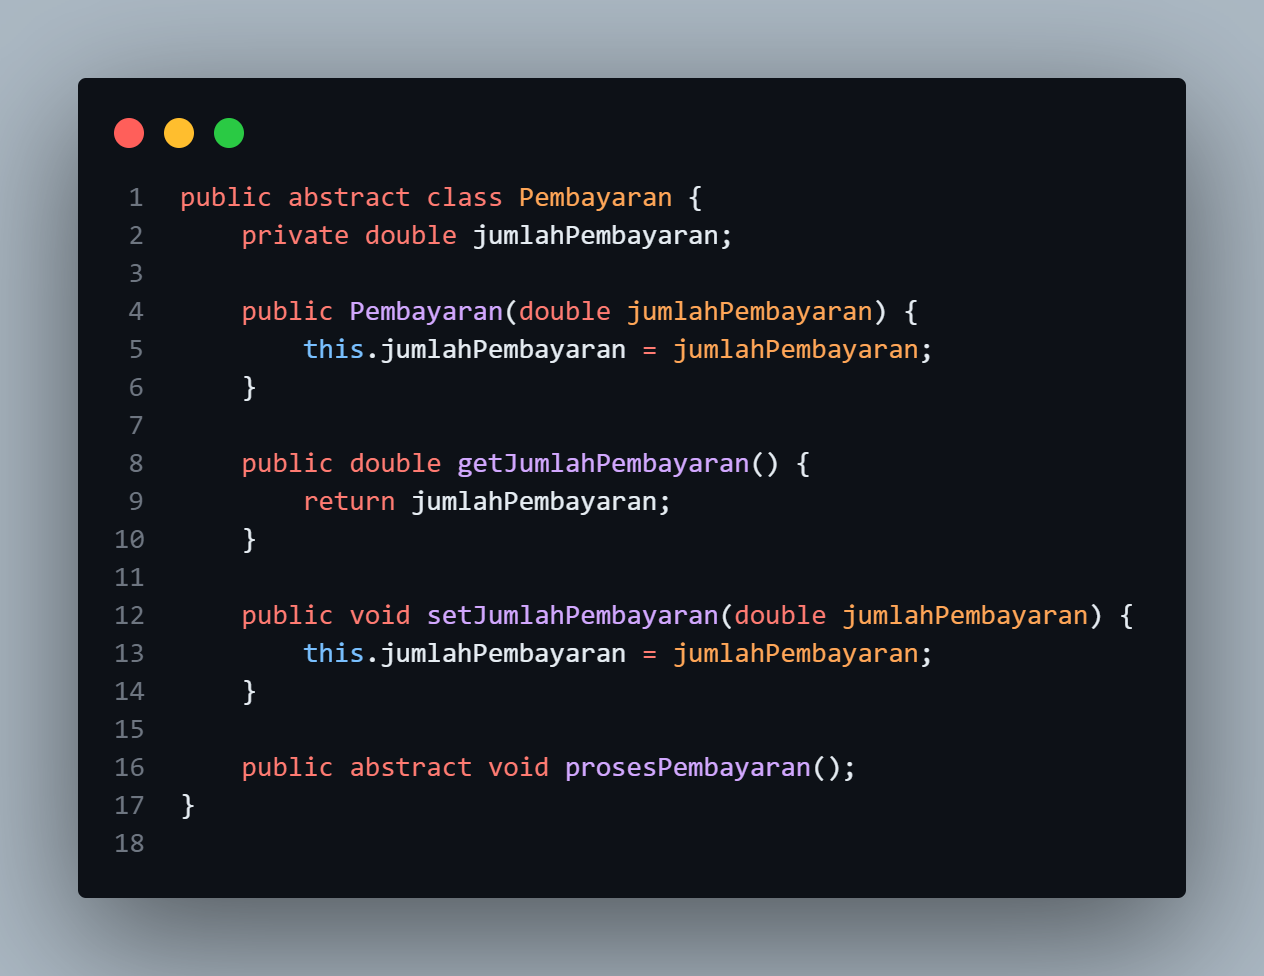 1 public abstract class Pembayaran {
2     private double jumlahPembayaran;
3
4     public Pembayaran(double jumlahPembayaran) {
5         this.jumlahPembayaran = jumlahPembayaran;
6     }
7
8     public double getJumlahPembayaran() {
9         return jumlahPembayaran;
10     }
11
12     public void setJumlahPembayaran(double jumlahPembayaran) {
13         this.jumlahPembayaran = jumlahPembayaran;
14     }
15
16     public abstract void prosesPembayaran();
17 }
18